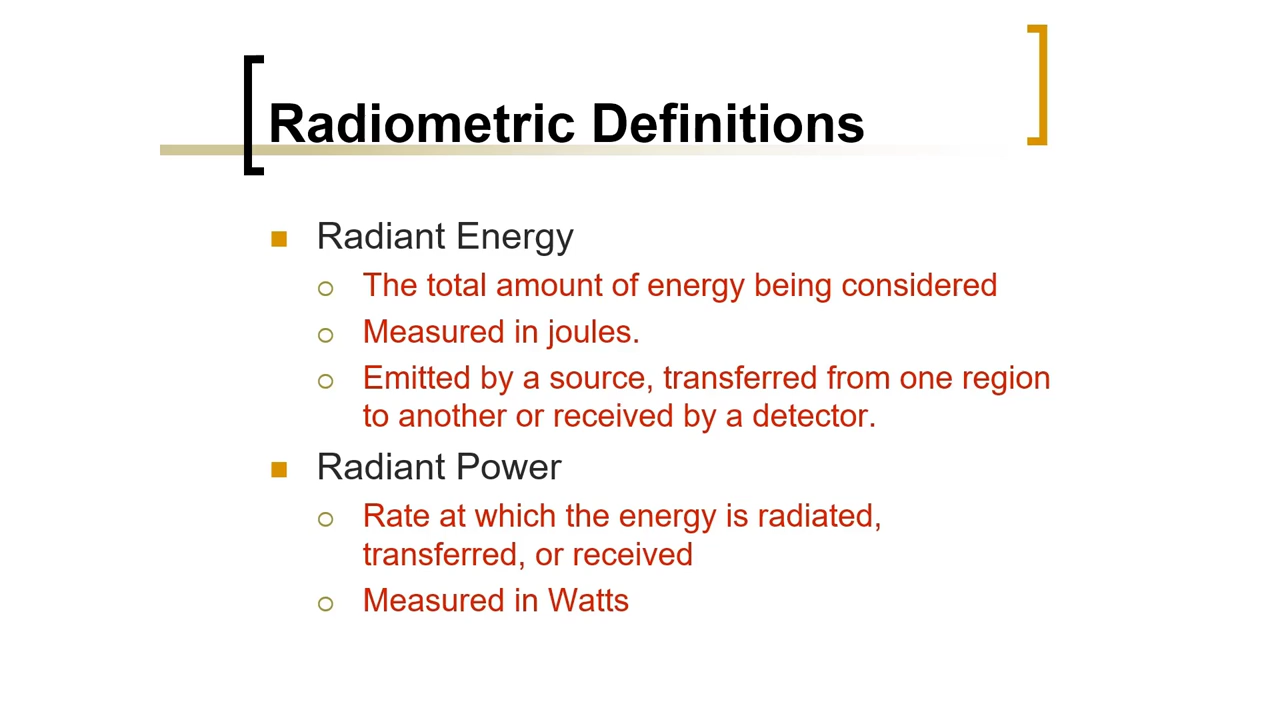 Radiometric Definitions
Radiant Energy
The total amount of energy being considered
Measured in joules.
Emitted by a source, transferred from one region
to another or received by a detector.
Radiant Power
Rate at which the energy is radiated,
transferred, or received
Measured in Watts